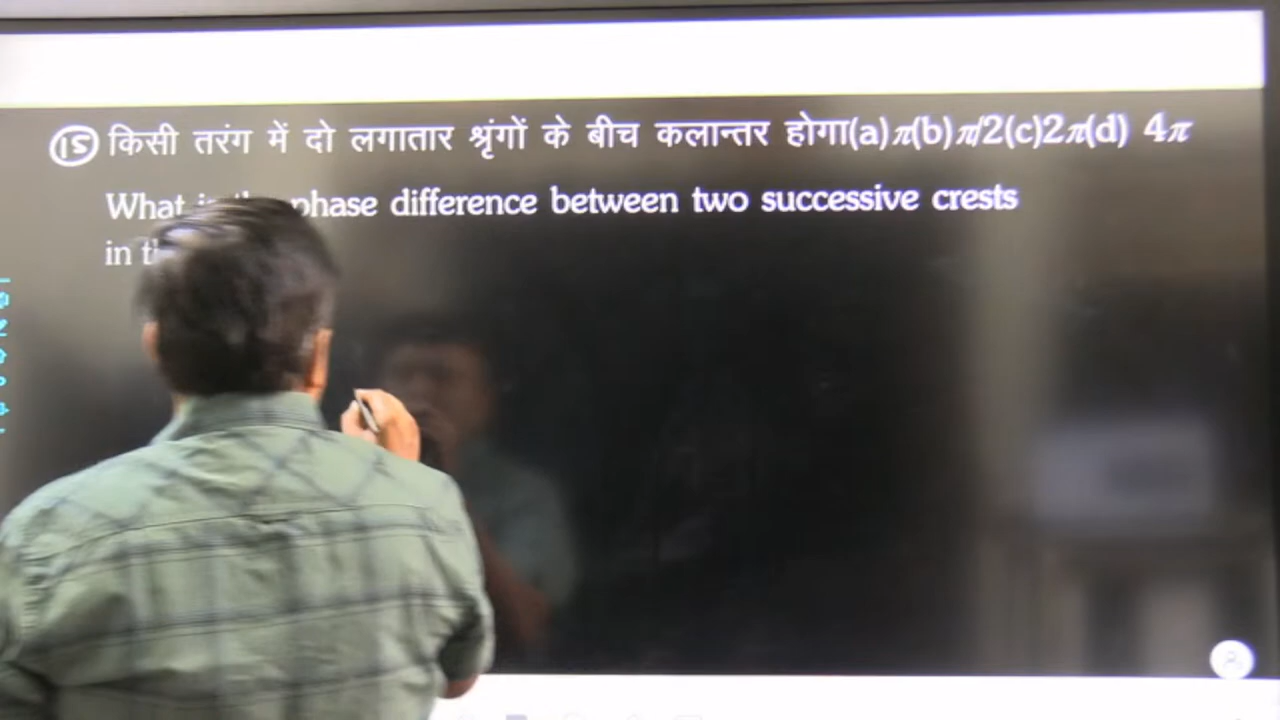 15 किसी तरंग में दो लगातार श्रृंगों के बीच कलान्तर होगा(a)π(b)π/2(c)2π(d) 4π
What phase difference between two successive crests
in